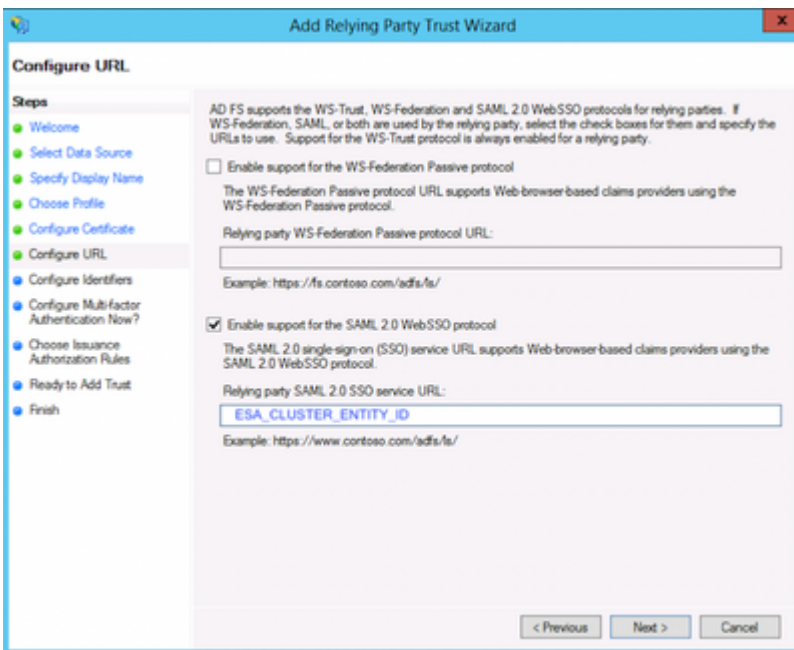 Add Relying Party Trust Wizard
x
Configure URL
Steps
Welcome
Select Data Source
Specify Display Name
Choose Profile
Configure Certificate
Configure URL
Configure Identifiers
Configure Multi-factor
Authentication Now?
Choose Issuance
Authorization Rules
Ready to Add Trust
Finish
AD FS supports the WS-Trust, WS-Federation and SAML 2.0 WebSSO protocols for relying parties. If
WS-Federation, SAML, or both are used by the relying party, select the check boxes for them and specify the
URLs to use. Support for the WS-Trust protocol is always enabled for a relying party.
Enable support for the WS-Federation Passive protocol
The WS-Federation Passive protocol URL supports Web-browser-based claims providers using the
WS-Federation Passive protocol.
Relying party WS-Federation Passive protocol URL:
Example: https://fs.contoso.com/adfs/ls/
Enable support for the SAML 2.0 WebSSO protocol
The SAML 2.0 single-sign-on (SSO) service URL supports Web-browser-based claims providers using the
SAML 2.0 WebSSO protocol.
Relying party SAML 2.0 SSO service URL:
ESA_CLUSTER_ENTITY_ID
Example: https://www.contoso.com/adfs/ls/
< Previous
Next >
Cancel